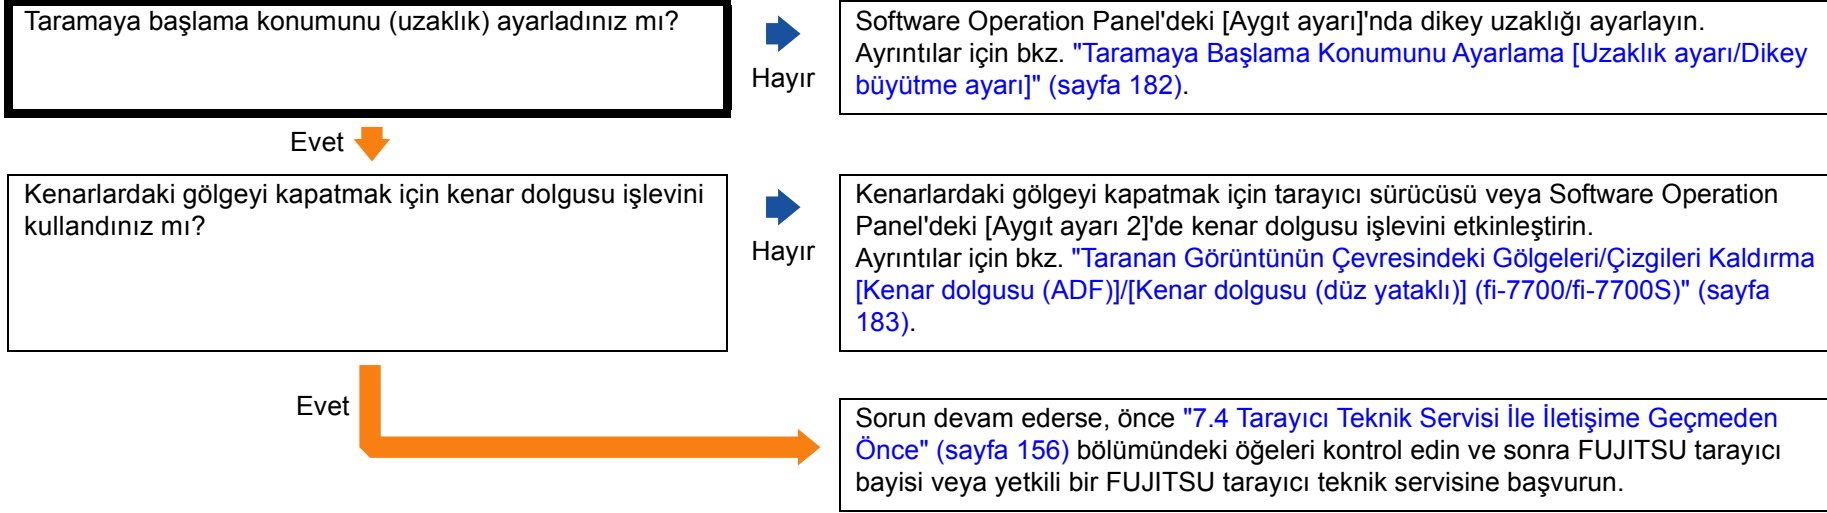 Taramaya başlama konumunu (uzaklık) ayarladınız mı?
Hayır
Software Operation Panel'deki [Aygıt ayarı]'nda dikey uzaklığı ayarlayın.
Ayrıntılar için bkz. "Taramaya Başlama Konumunu Ayarlama [Uzaklık ayarı/Dikey
büyütme ayarı]" (sayfa 182).
Evet
Kenarlardaki gölgeyi kapatmak için kenar dolgusu işlevini
kullandınız mı?
Hayır
Kenarlardaki gölgeyi kapatmak için tarayıcı sürücüsü veya Software Operation
Panel'deki [Aygıt ayarı 2]'de kenar dolgusu işlevini etkinleştirin.
Ayrıntılar için bkz. "Taranan Görüntünün Çevresindeki Gölgeleri/Çizgileri Kaldırma
[Kenar dolgusu (ADF)]/[Kenar dolgusu (düz yataklı)] (fi-7700/fi-7700S)" (sayfa
183).
Evet
Sorun devam ederse, önce "7.4 Tarayıcı Teknik Servisi İle İletişime Geçmeden
Önce" (sayfa 156) bölümündeki öğeleri kontrol edin ve sonra FUJITSU tarayıcı
bayisi veya yetkili bir FUJITSU tarayıcı teknik servisine başvurun.